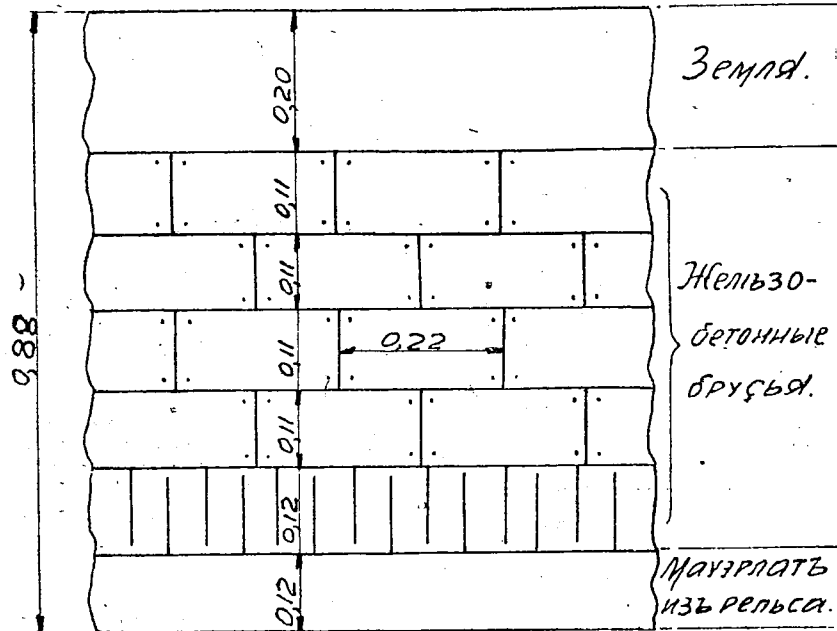 Земля.
0,20
0,11
0,11
0,11
0,22
0,11
0,12
0,12
0,88
Желѣзо-
бетонные
брусья.
Мауэрлатъ
изъ рельса.